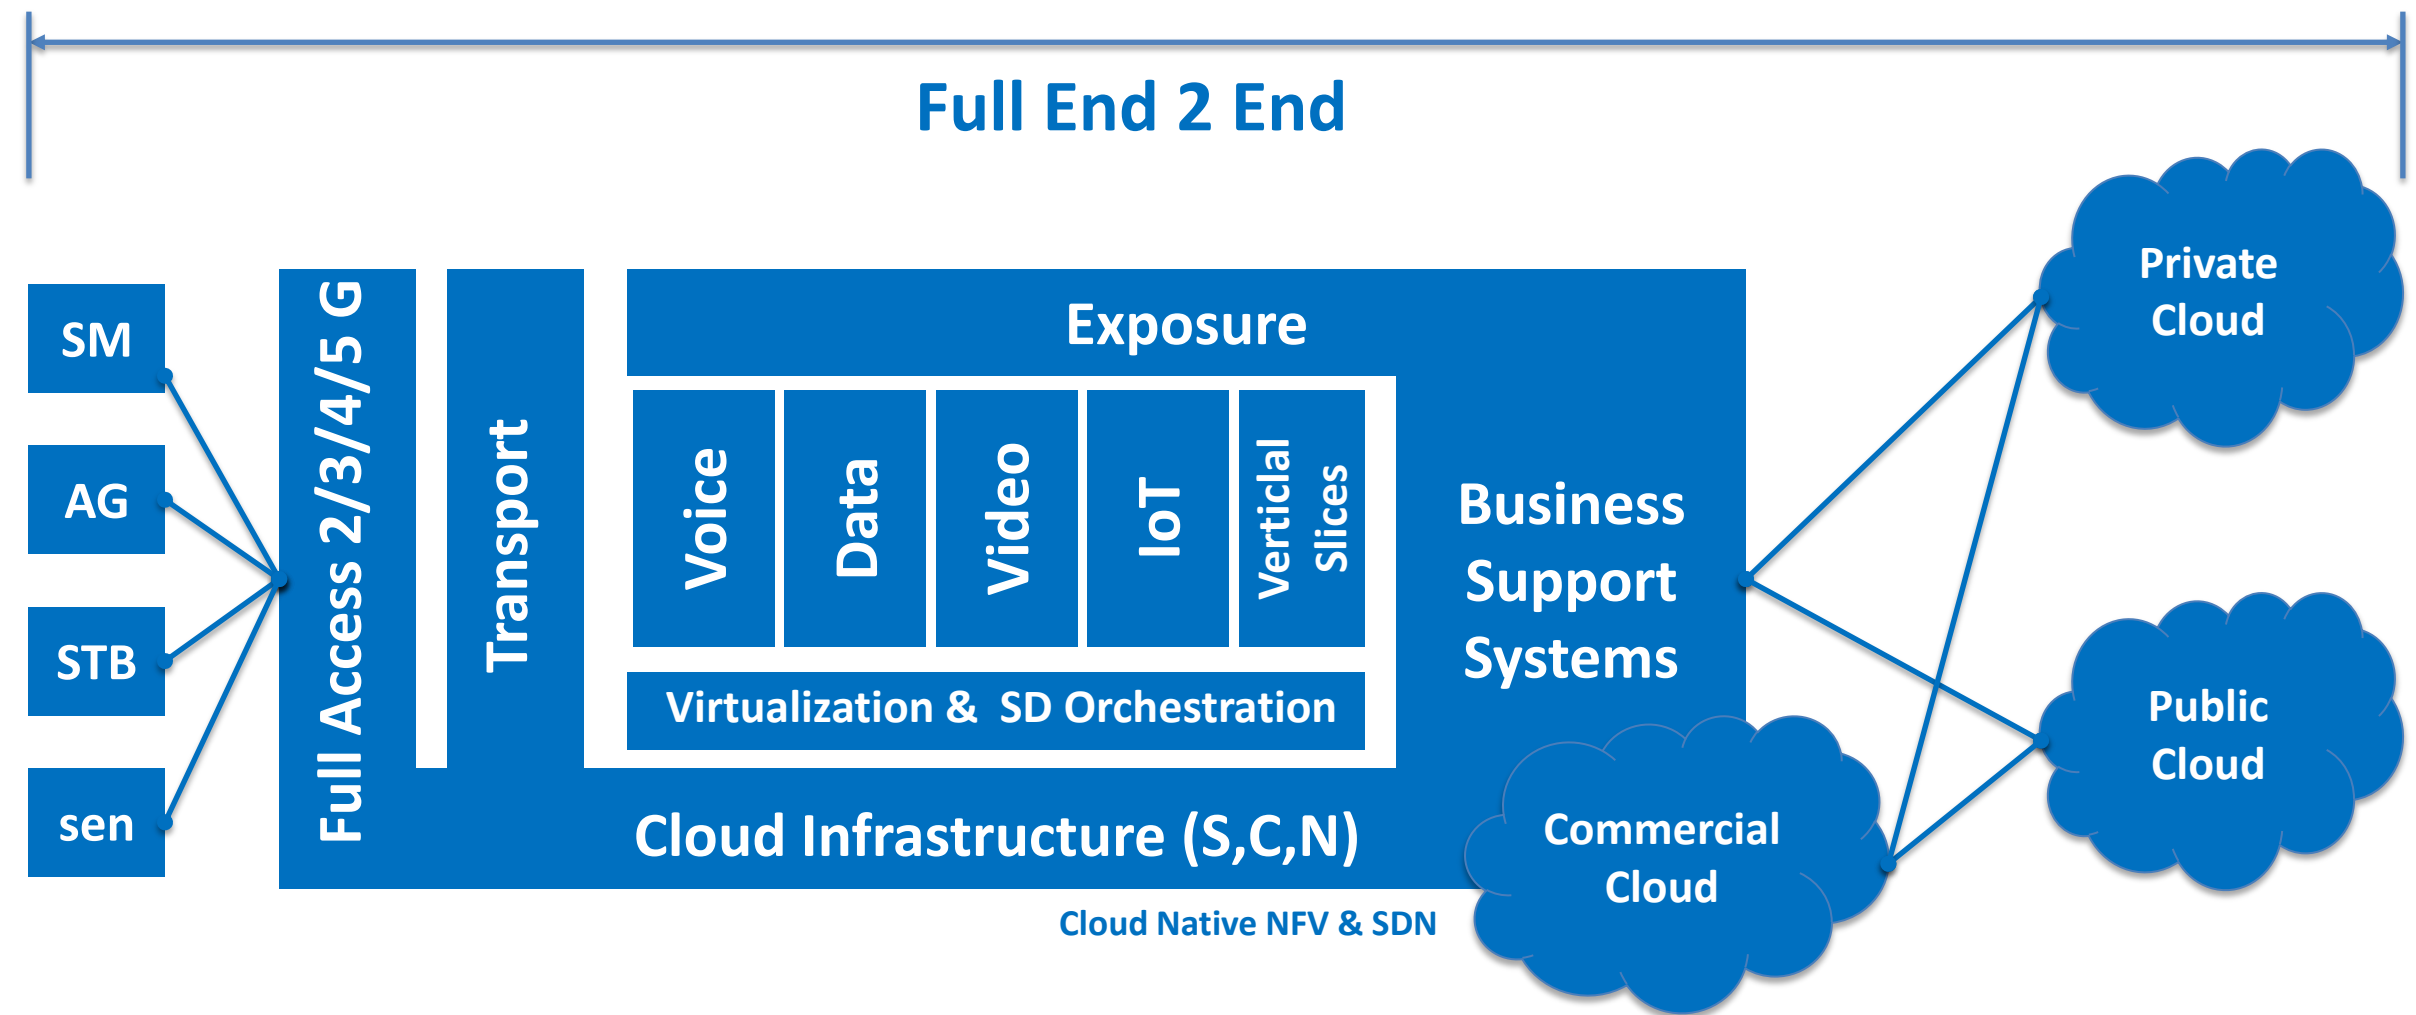 Full End 2 End
SM
AG
STB
sen
Full Access 2/3/4/5 G
Transport
Exposure
Voice
Data
Video
IoT
Verticlal
Slices
Virtualization & SD Orchestration
Business
Support
Systems
Cloud Infrastructure (S,C,N)
Cloud Native NFV & SDN
Commercial
Cloud
Private
Cloud
Public
Cloud